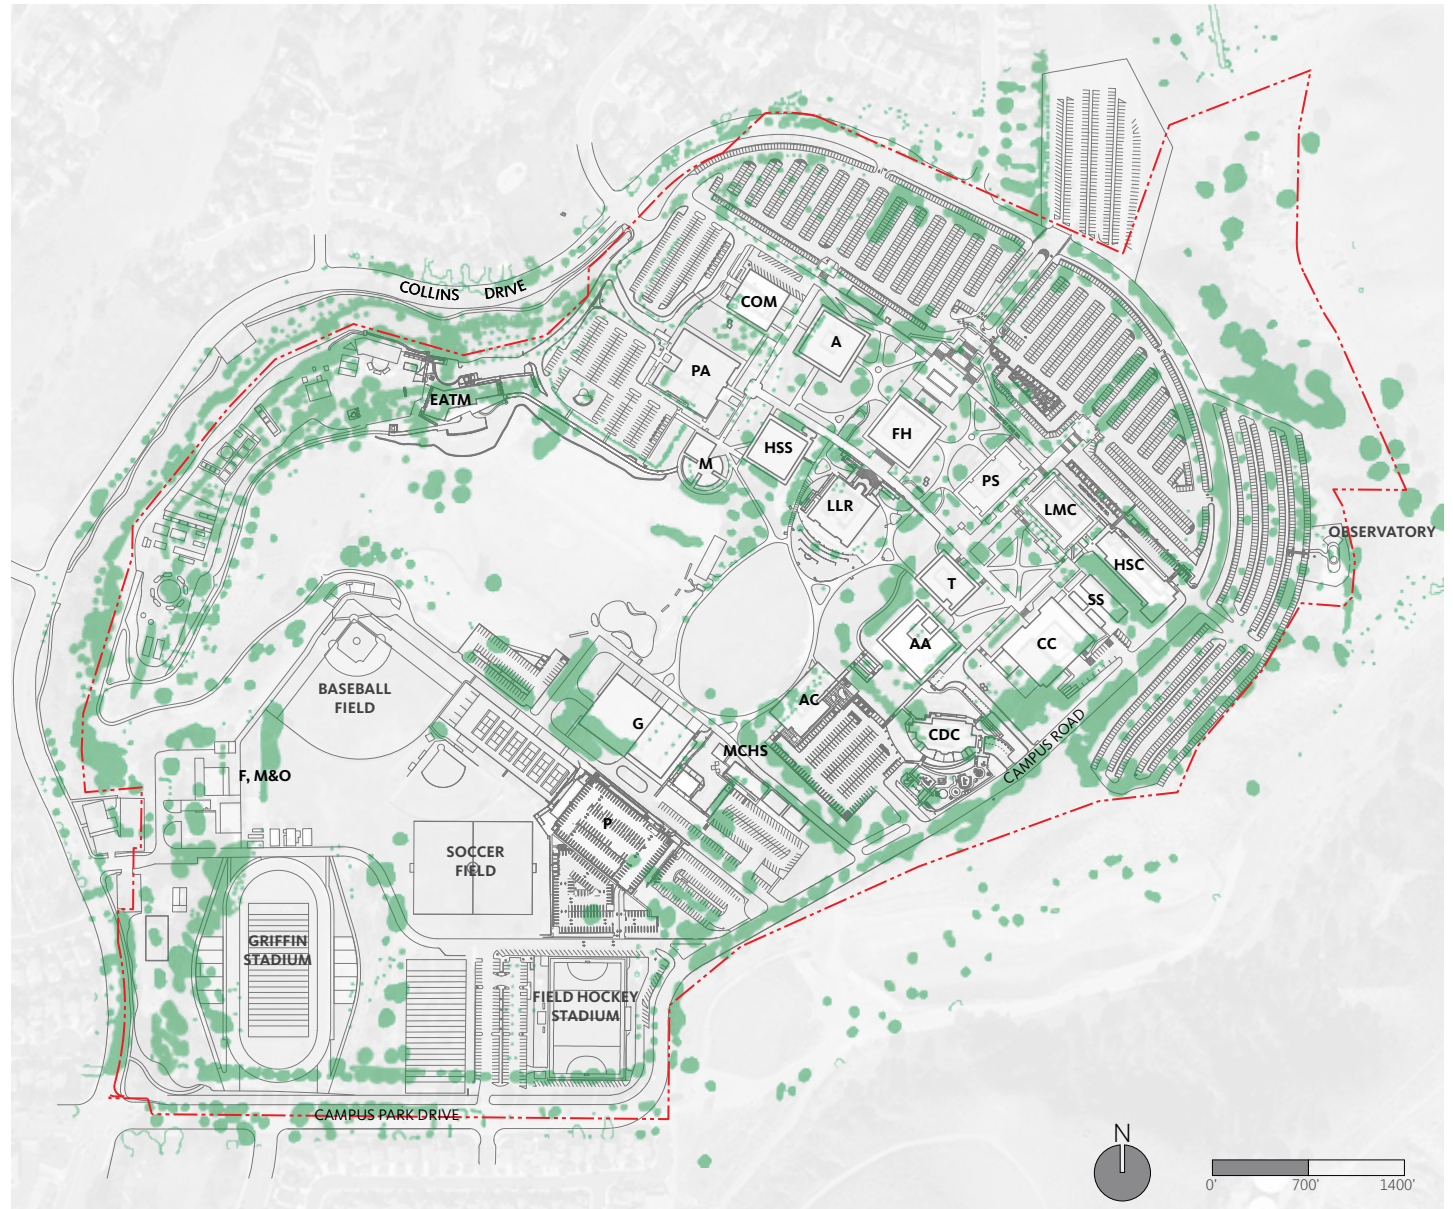 COLLINS DRIVE
COM
A
PA
EATM
FH
HSS
M
PS
LLR
LMC
OBSERVATORY
HSC
T
SS
AA
CC
BASEBALL
FIELD
AC
G
CDC
MCHS
CAMPUS ROAD
F, M&O
P
SOCCER
FIELD
GRIFFIN
STADIUM
FIELD HOCKEY
STADIUM
CAMPUS PARK DRIVE
N
0' 700' 1400'